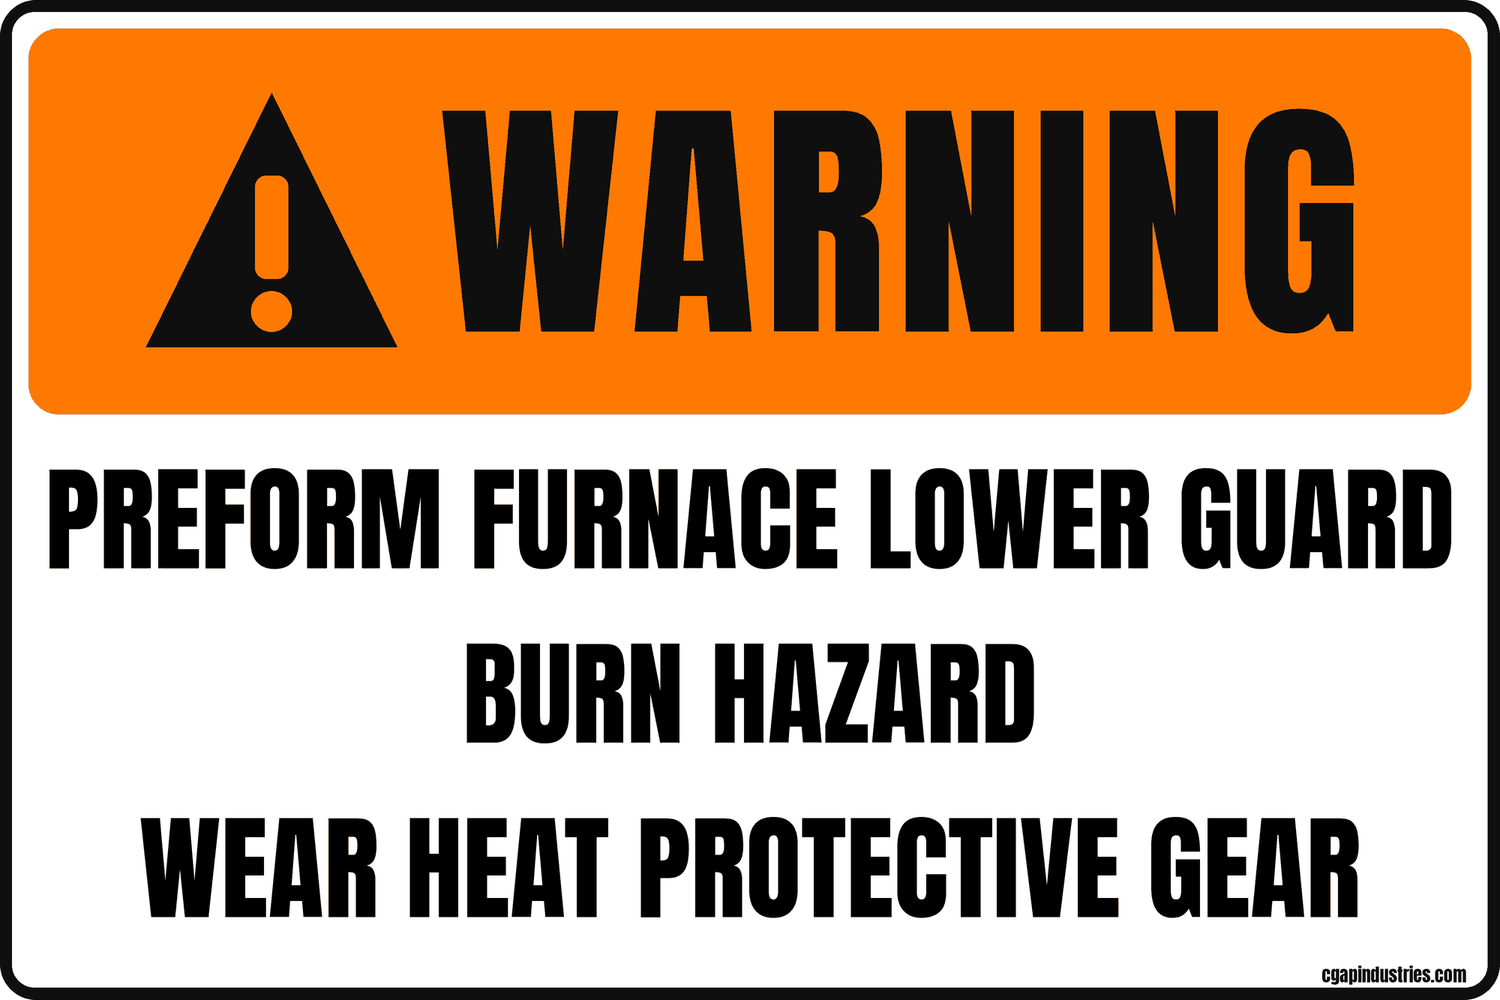 WARNING
PREFORM FURNACE LOWER GUARD
BURN HAZARD
WEAR HEAT PROTECTIVE GEAR
cgapindustries.com